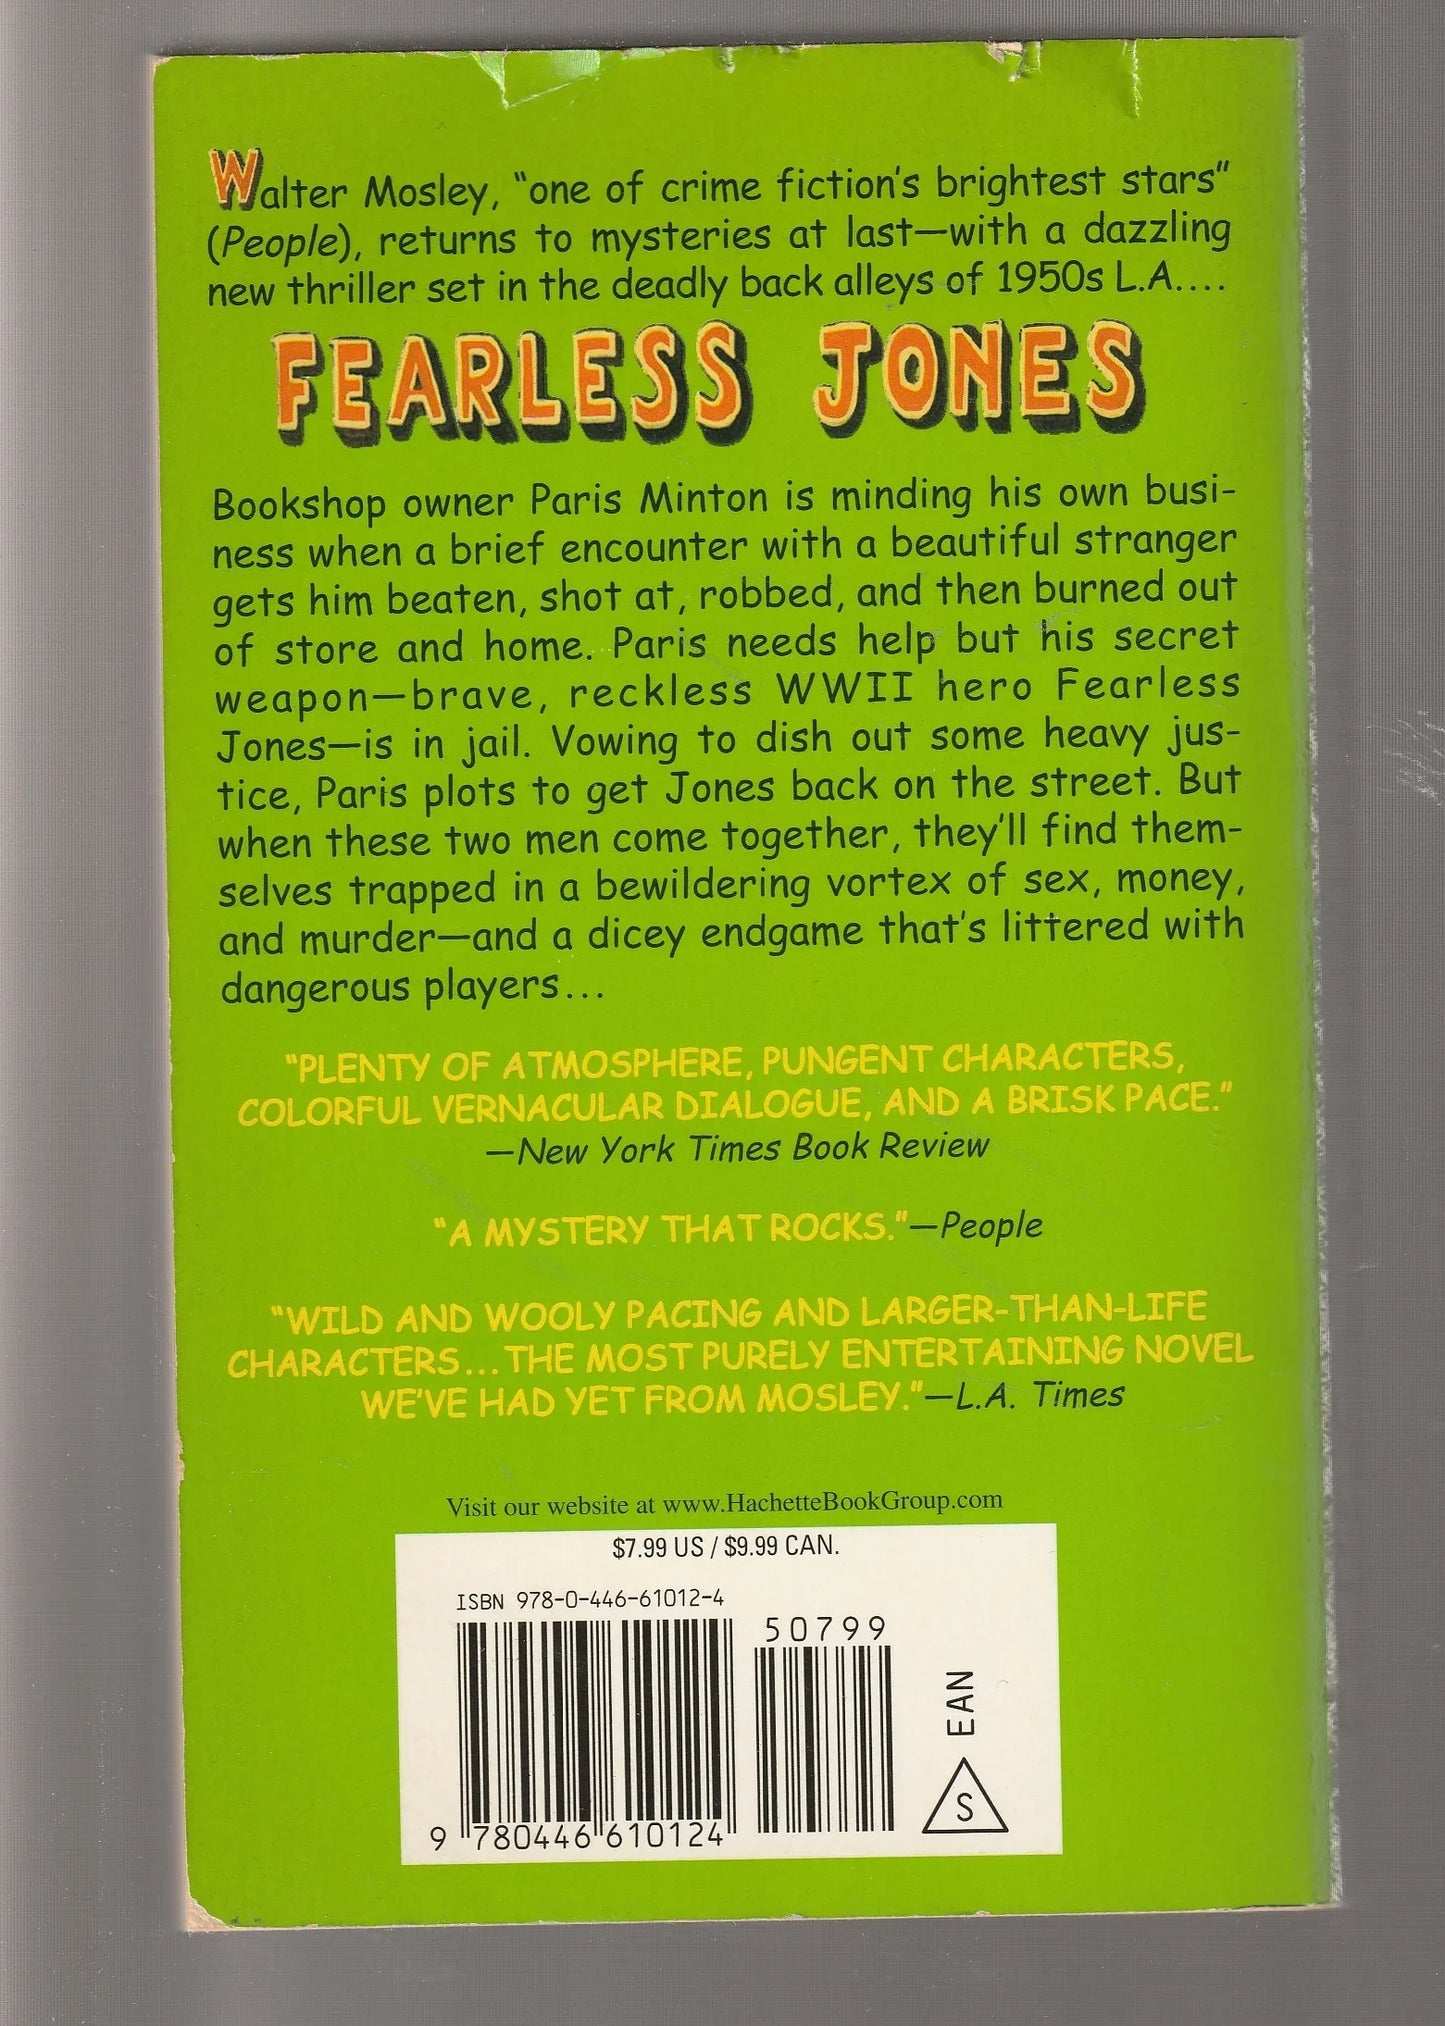 Walter Mosley, “one of crime fiction's brightest stars”
(People), returns to mysteries at last—with a dazzling
new thriller set in the deadly back alleys of 1950s L.A....
FEARLESS JONES
Bookshop owner Paris Minton is minding his own busi-
ness when a brief encounter with a beautiful stranger
gets him beaten, shot at, robbed, and then burned out
of store and home. Paris needs help but his secret
weapon—brave, reckless WWII hero Fearless
Jones—is in jail. Vowing to dish out some heavy jus-
tice, Paris plots to get Jones back on the street. But
when these two men come together, they'll find them-
selves trapped in a bewildering vortex of sex, money,
and murder—and a dicey endgame that's littered with
dangerous players...
“PLENTY OF ATMOSPHERE, PUNGENT CHARACTERS,
COLORFUL VERNACULAR DIALOGUE, AND A BRISK PACE.”
—New York Times Book Review
“A MYSTERY THAT ROCKS.”—People
“WILD AND WOOLY PACING AND LARGER-THAN-LIFE
CHARACTERS...THE MOST PURELY ENTERTAINING NOVEL
WE'VE HAD YET FROM MOSLEY.”—L.A. Times
Visit our website at www.HachetteBookGroup.com
$7.99 US / $9.99 CAN.
ISBN 978-0-446-61012-4
50799
9 780446 610124
EAN
S